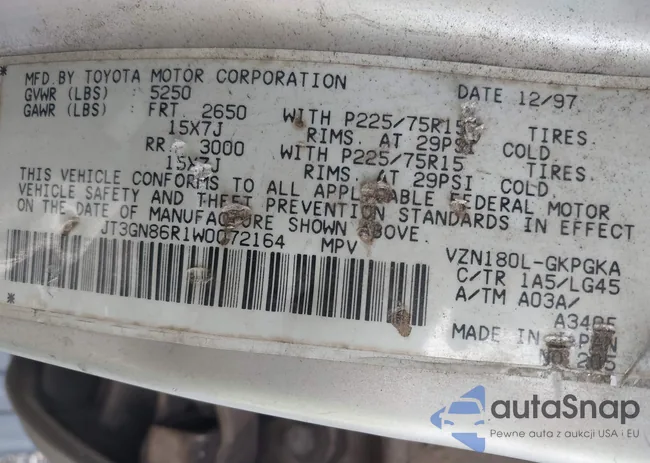 MFD.BY TOYOTA MOTOR CORPORATION DATE 12/97
GVWR (LBS) : 5250
GAWR (LBS) : FRT 2650 WITH P225/75R15 TIRES
15X7J RIMS, AT 29PSI COLD.
RR 3000 WITH P225/75R15 TIRES
15X7J RIMS, AT 29PSI COLD.
THIS VEHICLE CONFORMS TO ALL APPLICABLE FEDERAL MOTOR
VEHICLE SAFETY AND THEFT PREVENTION STANDARDS IN EFFECT
ON THE DATE OF MANUFACTURE SHOWN ABOVE.
JT3GN86R1W0072164 MPV
VZN180L-GKPGKA
C/TR 1A5/LG45
A/TM A03A/
MADE IN JAPAN
autaSnap
Pewne auta z aukcji USA i EU